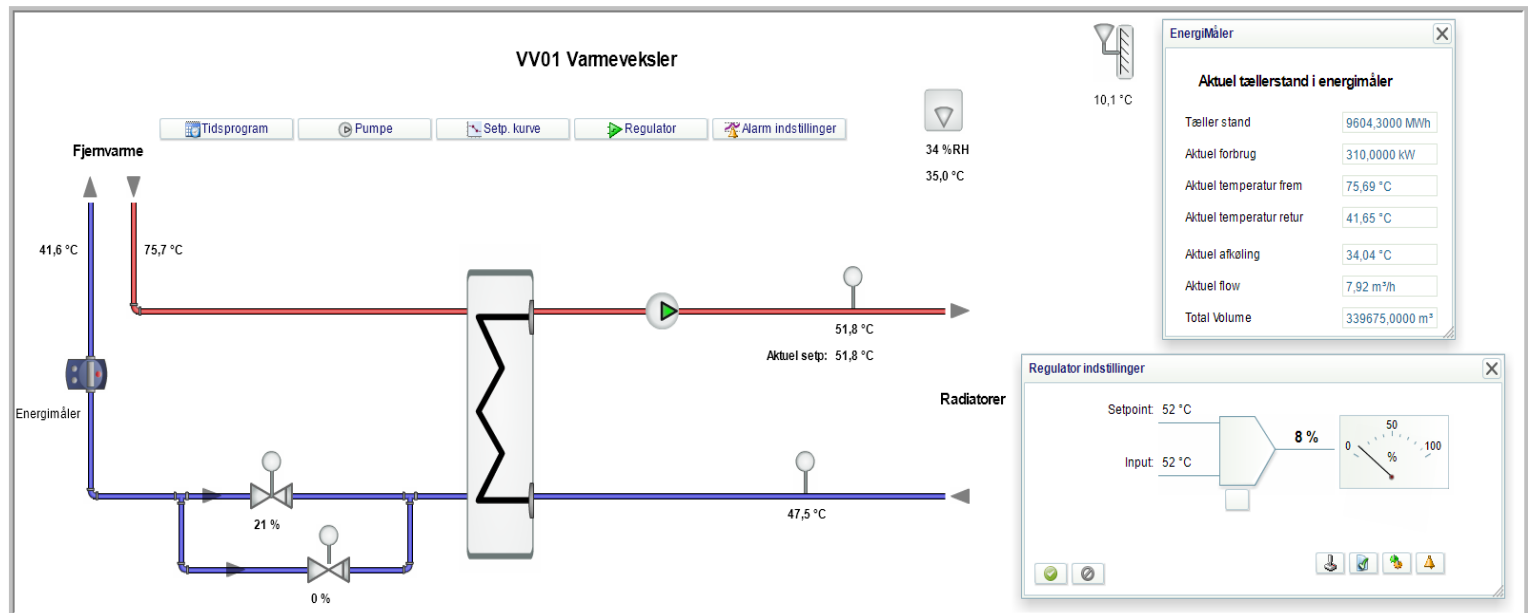 VV01 Varmeveksler
Tidsprogram
Pumpe
Setp. kurve
Regulator
Alarm indstillinger
10,1 °C
34 %RH
35,0 °C
Fjernvarme
41,6 °C
75,7 °C
51,8 °C
Aktuel setp: 51,8 °C
Radiatorer
Energimåler
21 %
0 %
47,5 °C
EnergiMåler
Aktuel tællerstand i energimåler
Tæller stand 9604,3000 MWh
Aktuel forbrug 310,0000 kW
Aktuel temperatur frem 75,69 °C
Aktuel temperatur retur 41,65 °C
Aktuel afkøling 34,04 °C
Aktuel flow 7,92 m³/h
Total Volume 339675,0000 m³
Regulator indstillinger
Setpoint: 52 °C
Input: 52 °C
8 %
0 50 100
%